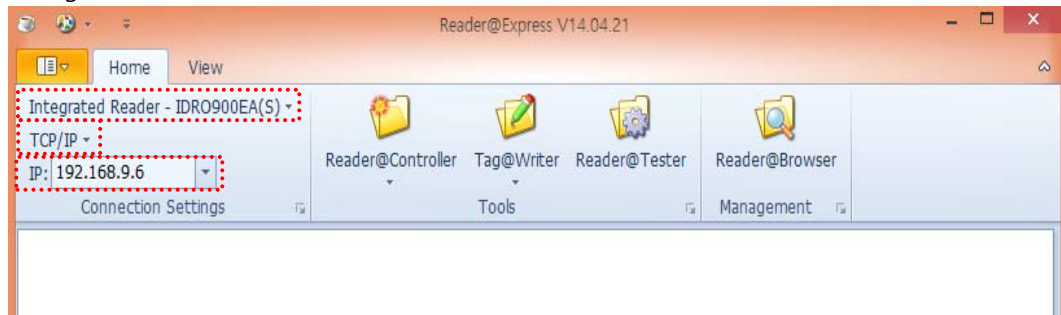 Reader@Express V14.04.21
Home View
Integrated Reader - IDRO900EA(S)
TCP/IP
IP: 192.168.9.6
Reader@Controller Tag@Writer Reader@Tester Reader@Browser
Connection Settings Tools Management